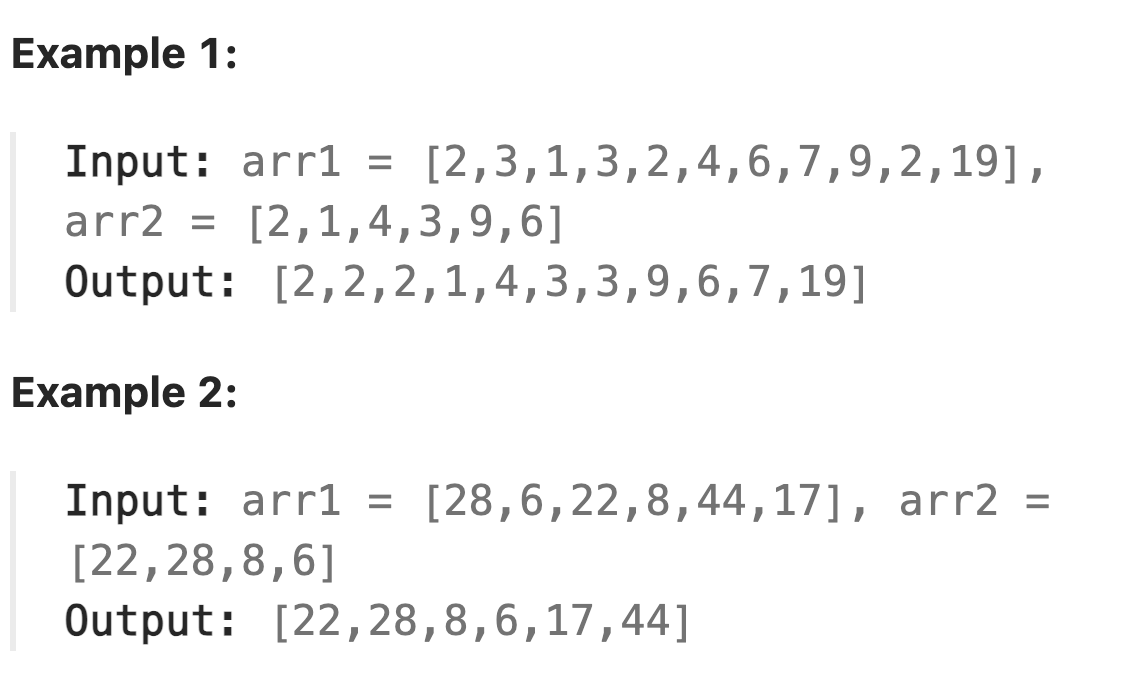 Example 1:
Input: arr1 = [2,3,1,3,2,4,6,7,9,2,19],
arr2 = [2,1,4,3,9,6]
Output: [2,2,2,1,4,3,3,9,6,7,19]
Example 2:
Input: arr1 = [28,6,22,8,44,17], arr2 =
[22,28,8,6]
Output: [22,28,8,6,17,44]